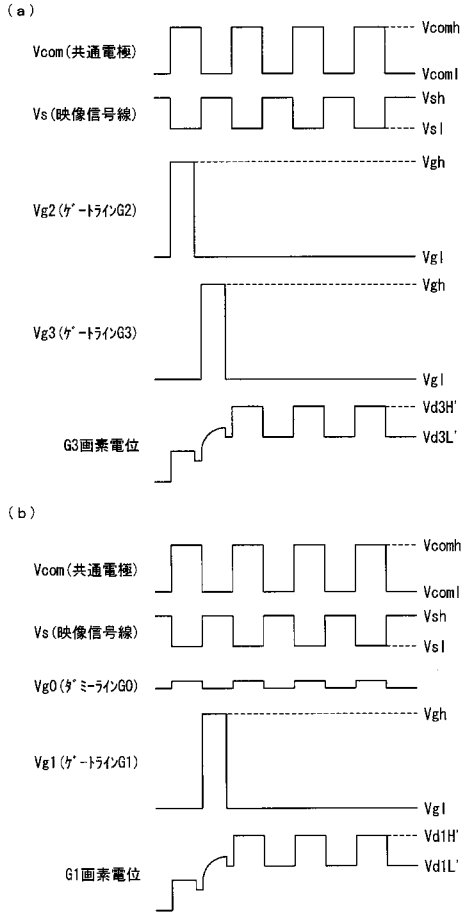 (a)
Vcomh
Vcom(共通電極)
Vcoml
Vsh
Vs(映像信号線)
Vsl
Vgh
Vg2(ゲートラインG2)
Vgl
Vgh
Vg3(ゲートラインG3)
Vgl
Vd3H'
Vd3L'
G3画素電位
(b)
Vcomh
Vcom(共通電極)
Vcoml
Vsh
Vs(映像信号線)
Vsl
Vg0(ダミーラインG0)
Vgh
Vg1(ゲートラインG1)
Vgl
Vd1H'
Vd1L'
G1画素電位